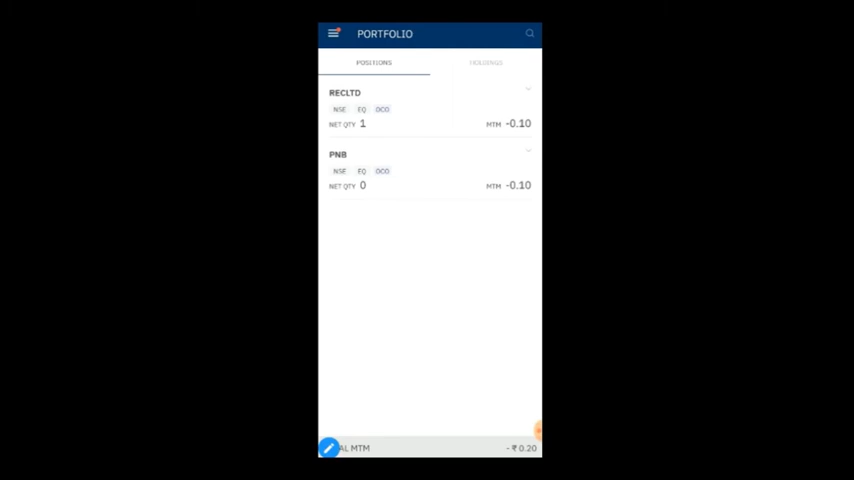 PORTFOLIO
POSITIONS HOLDINGS
RECLTD
NSE EQ OCO
NET QTY 1 MTM -0.10
PNB
NSE EQ OCO
NET QTY 0 MTM -0.10
AL MTM - ₹ 0.20